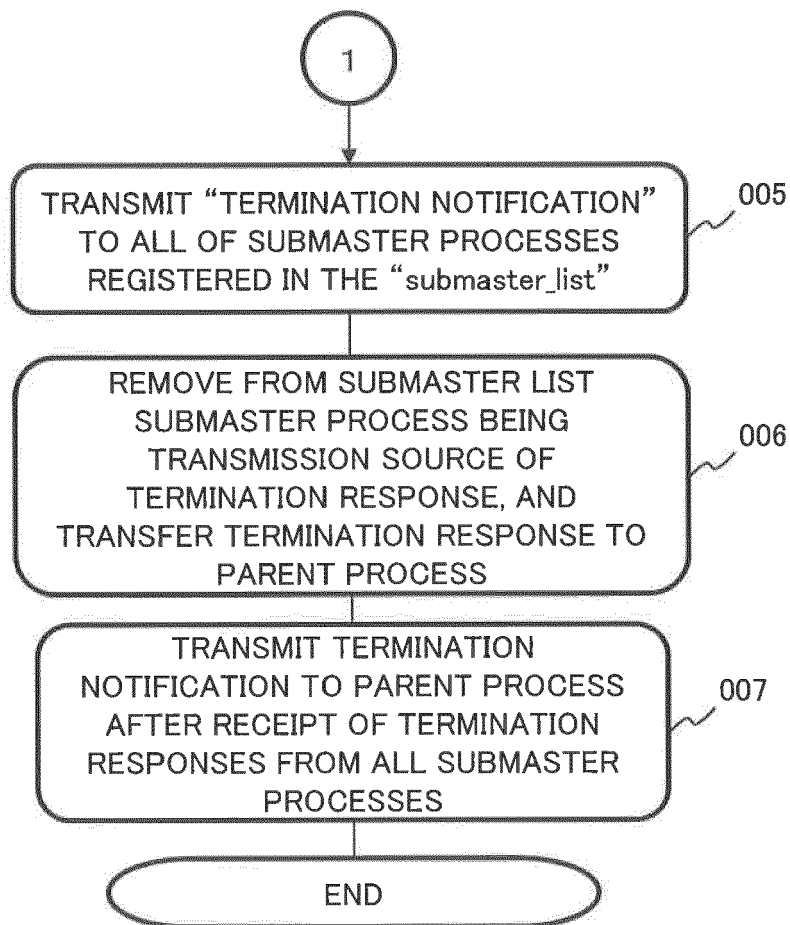 1
TRANSMIT “TERMINATION NOTIFICATION”
TO ALL OF SUBMASTER PROCESSES
REGISTERED IN THE “submaster_list”
005
REMOVE FROM SUBMASTER LIST
SUBMASTER PROCESS BEING
TRANSMISSION SOURCE OF
TERMINATION RESPONSE, AND
TRANSFER TERMINATION RESPONSE TO
PARENT PROCESS
006
TRANSMIT TERMINATION
NOTIFICATION TO PARENT PROCESS
AFTER RECEIPT OF TERMINATION
RESPONSES FROM ALL SUBMASTER
PROCESSES
007
END